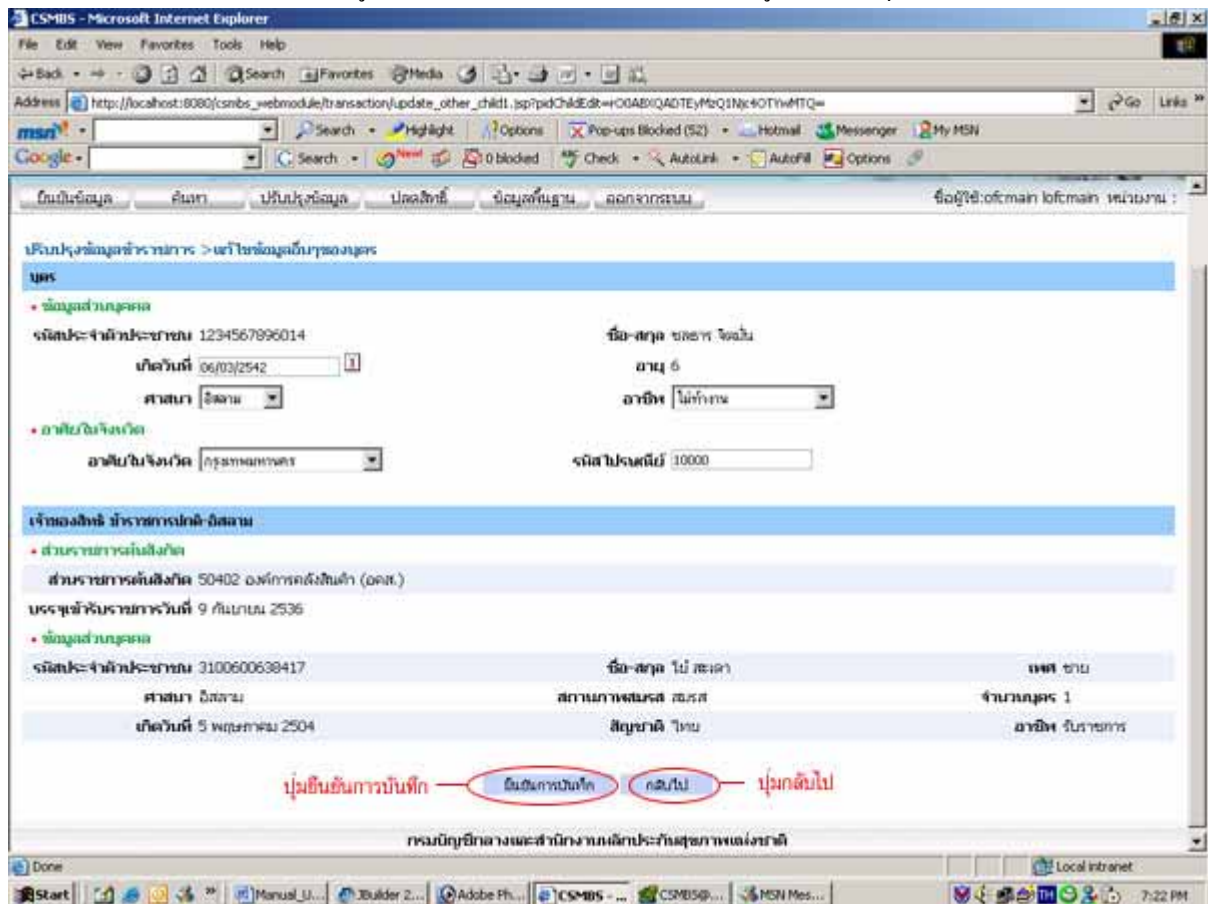 CSMBS - Microsoft Internet Explorer
File Edit View Favorites Tools Help
Back Search Favorites Media
Address http://localhost:8080/csmbs_webmodule/transaction/update_other_child1.jsp?pidChildEdit= Go Links
msn Search Highlight Options Pop-ups Blocked (52) Hotmail Messenger My MSN
Google Search New! 0 blocked Check AutoLink AutoFill Options
ยืนยันข้อมูล ค้นหา ปรับปรุงข้อมูล ปลดสิทธิ์ ข้อมูลพื้นฐาน ออกจากระบบ ชื่อผู้ใช้:ofcmain lofcmain หน่วยงาน :
ปรับปรุงข้อมูลข้าราชการ >แก้ไขข้อมูลอื่นๆของบุตร
บุตร
• ข้อมูลส่วนบุคคล
รหัสประจำตัวประชาชน 1234567896014 ชื่อ-สกุล ชลธาร
เกิดวันที่ 06/03/2542 อายุ 6
ศาสนา อิสลาม อาชีพ ไม่ทำงาน
• อาศัยในจังหวัด
อาศัยในจังหวัด กรุงเทพมหานคร รหัสไปรษณีย์ 10000
เจ้าของสิทธิ ข้าราชการปกติ-อิสลาม
• ส่วนราชการต้นสังกัด
ส่วนราชการต้นสังกัด 50402 องค์การคลังสินค้า (อคส.)
บรรจุเข้ารับราชการวันที่ 9 กันยายน 2536
• ข้อมูลส่วนบุคคล
รหัสประจำตัวประชาชน 3100600638417 ชื่อ-สกุล เพศ ชาย
ศาสนา อิสลาม สถานภาพสมรส สมรส จำนวนบุตร 1
เกิดวันที่ 5 พฤษภาคม 2504 สัญชาติ ไทย อาชีพ รับราชการ
ปุ่มยืนยันการบันทึก ยืนยันการบันทึก กลับไป ปุ่มกลับไป
กรมบัญชีกลางและสำนักงานหลักประกันสุขภาพแห่งชาติ
Done Local intranet
Start Manual_U... JBuilder 2... Adobe Ph... CSMBS - ... CSMBS@... MSN Mes... TH 7:22 PM